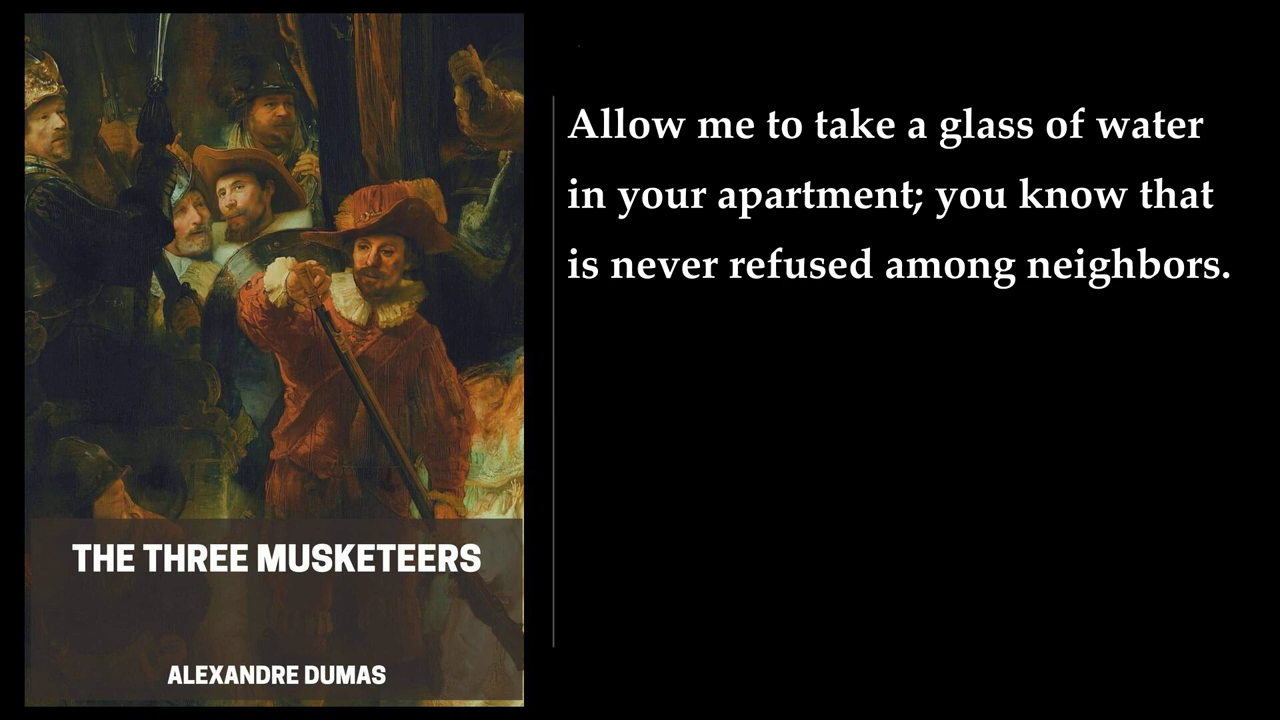 Allow me to take a glass of water
in your apartment; you know that
is never refused among neighbors.
THE THREE MUSKETEERS
ALEXANDRE DUMAS